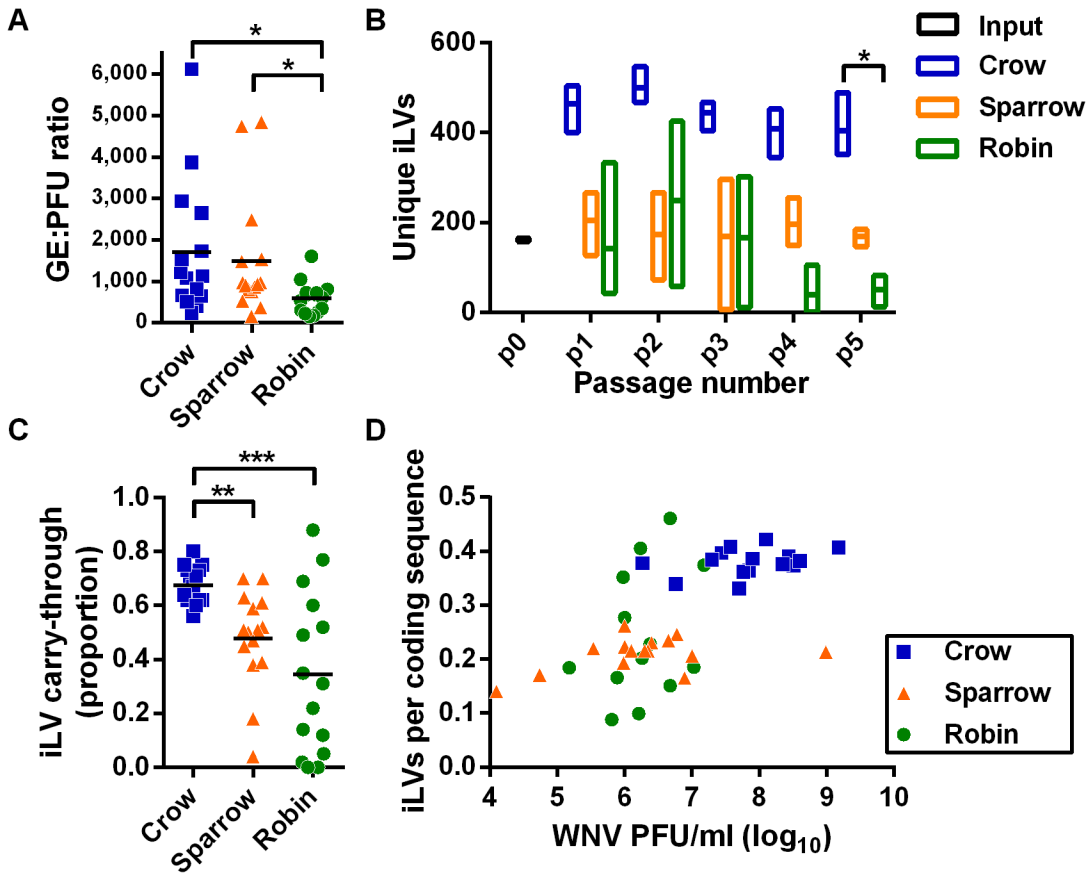 A
GE:PFU ratio
6,000
5,000
4,000
3,000
2,000
1,000
0
*
*
Crow
Sparrow
Robin
B
Unique iLVs
600
400
200
0
*
p0
p1
p2
p3
p4
p5
Passage number
Input
Crow
Sparrow
Robin
C
iLV carry-through
(proportion)
1.0
0.8
0.6
0.4
0.2
0.0
***
**
Crow
Sparrow
Robin
D
iLVs per coding sequence
0.5
0.4
0.3
0.2
0.1
0.0
4
5
6
7
8
9
10
WNV PFU/ml (log10)
Crow
Sparrow
Robin